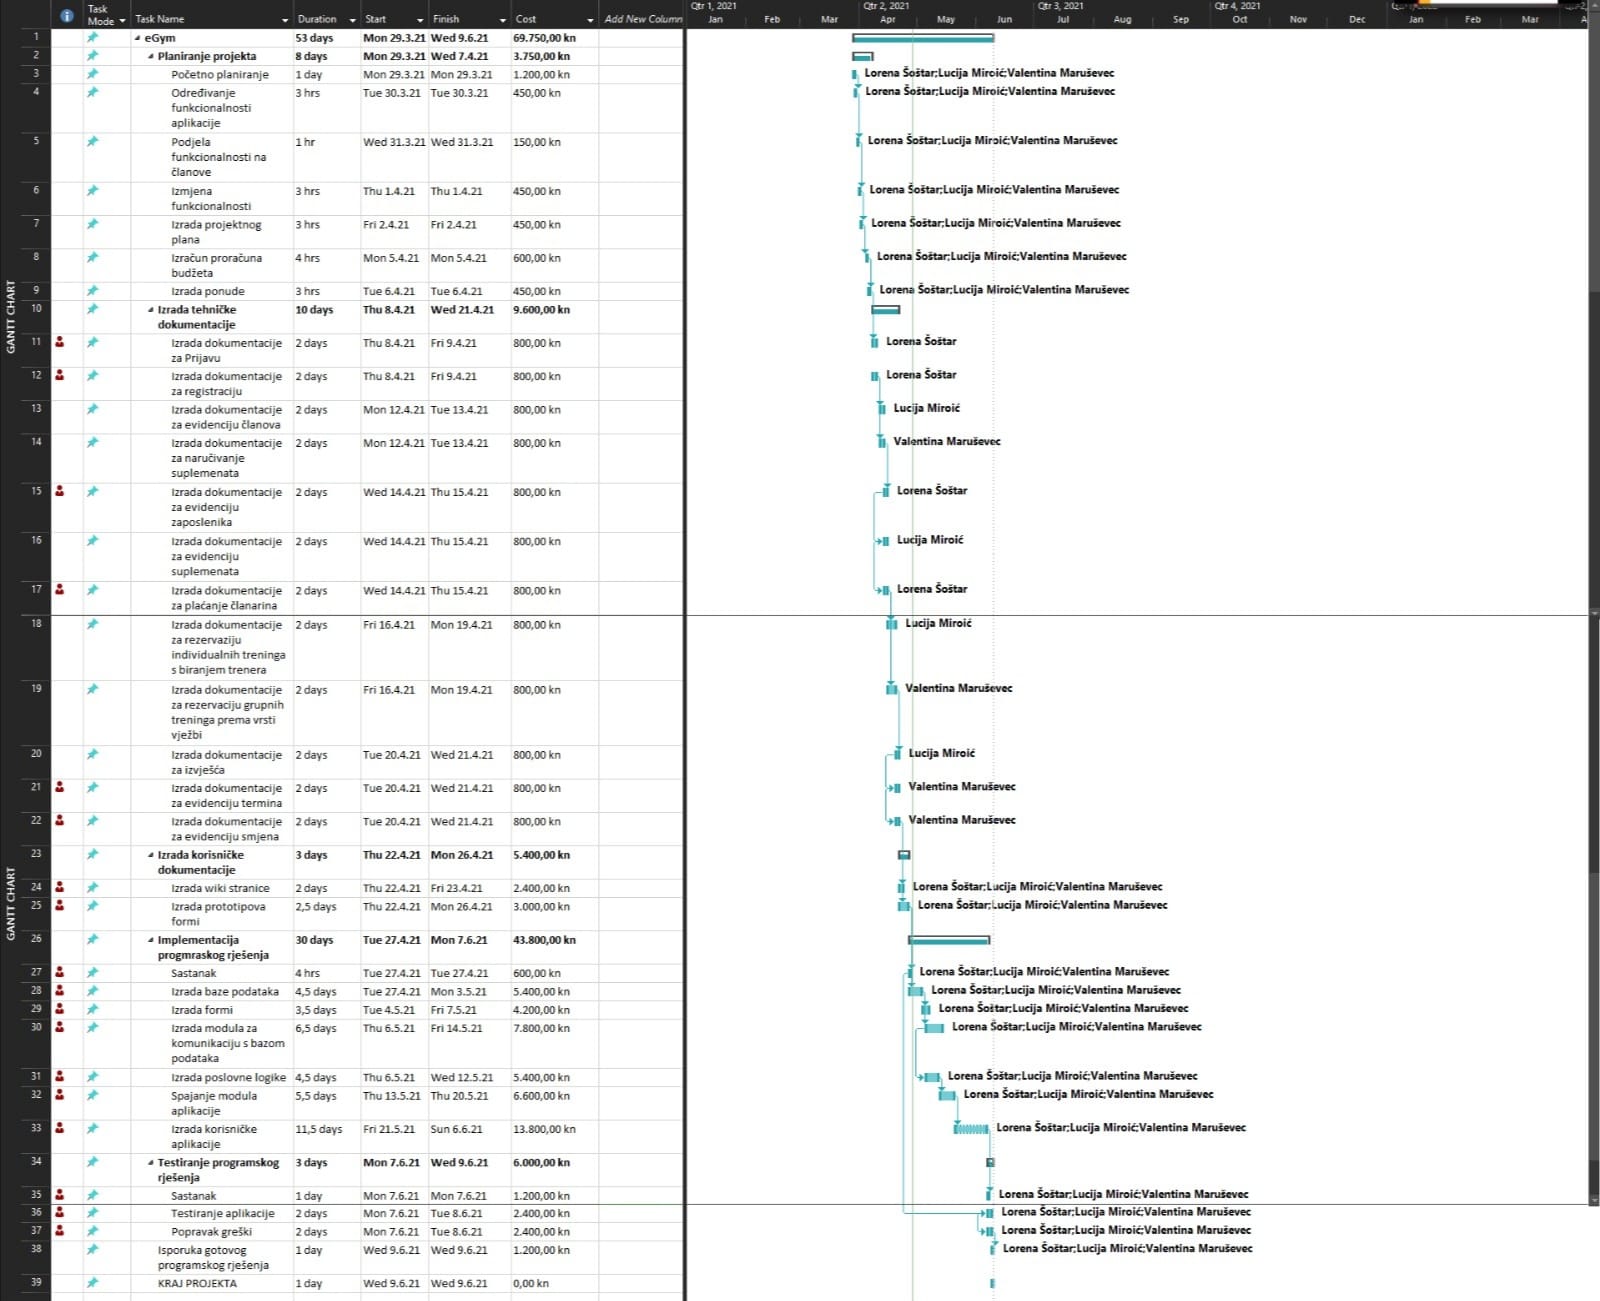 Qtr 1, 2021 Qtr 2, 2021 Qtr 3, 2021 Qtr 4, 2021
Task Mode Task Name Duration Start Finish Cost Add New Column Jan Feb Mar Apr May Jun Jul Aug Sep Oct Nov Dec Jan Feb Mar
1 eGym 53 days Mon 29.3.21 Wed 9.6.21 69.750,00 kn
2 Planiranje projekta 8 days Mon 29.3.21 Wed 7.4.21 3.750,00 kn
3 Početno planiranje 1 day Mon 29.3.21 Mon 29.3.21 1.200,00 kn Lorena Šoštar;Lucija Miroić;Valentina Maruševec
4 Određivanje funkcionalnosti aplikacije 3 hrs Tue 30.3.21 Tue 30.3.21 450,00 kn Lorena Šoštar;Lucija Miroić;Valentina Maruševec
5 Podjela funkcionalnosti na članove 1 hr Wed 31.3.21 Wed 31.3.21 150,00 kn Lorena Šoštar;Lucija Miroić;Valentina Maruševec
6 Izmjena funkcionalnosti 3 hrs Thu 1.4.21 Thu 1.4.21 450,00 kn Lorena Šoštar;Lucija Miroić;Valentina Maruševec
7 Izrada projektnog plana 3 hrs Fri 2.4.21 Fri 2.4.21 450,00 kn Lorena Šoštar;Lucija Miroić;Valentina Maruševec
8 Izračun proračuna budžeta 4 hrs Mon 5.4.21 Mon 5.4.21 600,00 kn Lorena Šoštar;Lucija Miroić;Valentina Maruševec
9 Izrada ponude 3 hrs Tue 6.4.21 Tue 6.4.21 450,00 kn Lorena Šoštar;Lucija Miroić;Valentina Maruševec
GANTT CHART
10 Izrada tehničke dokumentacije 10 days Thu 8.4.21 Wed 21.4.21 9.600,00 kn
11 Izrada dokumentacije za Prijavu 2 days Thu 8.4.21 Fri 9.4.21 800,00 kn Lorena Šoštar
12 Izrada dokumentacije za registraciju 2 days Thu 8.4.21 Fri 9.4.21 800,00 kn Lorena Šoštar
13 Izrada dokumentacije za evidenciju članova 2 days Mon 12.4.21 Tue 13.4.21 800,00 kn Lucija Miroić
14 Izrada dokumentacije za naručivanje suplemenata 2 days Mon 12.4.21 Tue 13.4.21 800,00 kn Valentina Maruševec
15 Izrada dokumentacije za evidenciju zaposlenika 2 days Wed 14.4.21 Thu 15.4.21 800,00 kn Lorena Šoštar
16 Izrada dokumentacije za evidenciju suplemenata 2 days Wed 14.4.21 Thu 15.4.21 800,00 kn Lucija Miroić
17 Izrada dokumentacije za plaćanje članarina 2 days Wed 14.4.21 Thu 15.4.21 800,00 kn Lorena Šoštar
18 Izrada dokumentacije za rezervaziju individualnih treninga s biranjem trenera 2 days Fri 16.4.21 Mon 19.4.21 800,00 kn Lucija Miroić
19 Izrada dokumentacije za rezervaciju grupnih treninga prema vrsti vježbi 2 days Fri 16.4.21 Mon 19.4.21 800,00 kn Valentina Maruševec
20 Izrada dokumentacije za izvješća 2 days Tue 20.4.21 Wed 21.4.21 800,00 kn Lucija Miroić
21 Izrada dokumentacije za evidenciju termina 2 days Tue 20.4.21 Wed 21.4.21 800,00 kn Valentina Maruševec
22 Izrada dokumentacije za evidenciju smjena 2 days Tue 20.4.21 Wed 21.4.21 800,00 kn Valentina Maruševec
23 Izrada korisničke dokumentacije 3 days Thu 22.4.21 Mon 26.4.21 5.400,00 kn
GANTT CHART
24 Izrada wiki stranice 2 days Thu 22.4.21 Fri 23.4.21 2.400,00 kn Lorena Šoštar;Lucija Miroić;Valentina Maruševec
25 Izrada prototipova formi 2,5 days Thu 22.4.21 Mon 26.4.21 3.000,00 kn Lorena Šoštar;Lucija Miroić;Valentina Maruševec
26 Implementacija progmraskog rješenja 30 days Tue 27.4.21 Mon 7.6.21 43.800,00 kn
27 Sastanak 4 hrs Tue 27.4.21 Tue 27.4.21 600,00 kn Lorena Šoštar;Lucija Miroić;Valentina Maruševec
28 Izrada baze podataka 4,5 days Tue 27.4.21 Mon 3.5.21 5.400,00 kn Lorena Šoštar;Lucija Miroić;Valentina Maruševec
29 Izrada formi 3,5 days Tue 4.5.21 Fri 7.5.21 4.200,00 kn Lorena Šoštar;Lucija Miroić;Valentina Maruševec
30 Izrada modula za komunikaciju s bazom podataka 6,5 days Thu 6.5.21 Fri 14.5.21 7.800,00 kn Lorena Šoštar;Lucija Miroić;Valentina Maruševec
31 Izrada poslovne logike 4,5 days Thu 6.5.21 Wed 12.5.21 5.400,00 kn Lorena Šoštar;Lucija Miroić;Valentina Maruševec
32 Spajanje modula aplikacije 5,5 days Thu 13.5.21 Thu 20.5.21 6.600,00 kn Lorena Šoštar;Lucija Miroić;Valentina Maruševec
33 Izrada korisničke aplikacije 11,5 days Fri 21.5.21 Sun 6.6.21 13.800,00 kn Lorena Šoštar;Lucija Miroić;Valentina Maruševec
34 Testiranje programskog rješenja 3 days Mon 7.6.21 Wed 9.6.21 6.000,00 kn
35 Sastanak 1 day Mon 7.6.21 Mon 7.6.21 1.200,00 kn Lorena Šoštar;Lucija Miroić;Valentina Maruševec
36 Testiranje aplikacije 2 days Mon 7.6.21 Tue 8.6.21 2.400,00 kn Lorena Šoštar;Lucija Miroić;Valentina Maruševec
37 Popravak greški 2 days Mon 7.6.21 Tue 8.6.21 2.400,00 kn Lorena Šoštar;Lucija Miroić;Valentina Maruševec
38 Isporuka gotovog programskog rješenja 1 day Wed 9.6.21 Wed 9.6.21 1.200,00 kn Lorena Šoštar;Lucija Miroić;Valentina Maruševec
39 KRAJ PROJEKTA 1 day Wed 9.6.21 Wed 9.6.21 0,00 kn